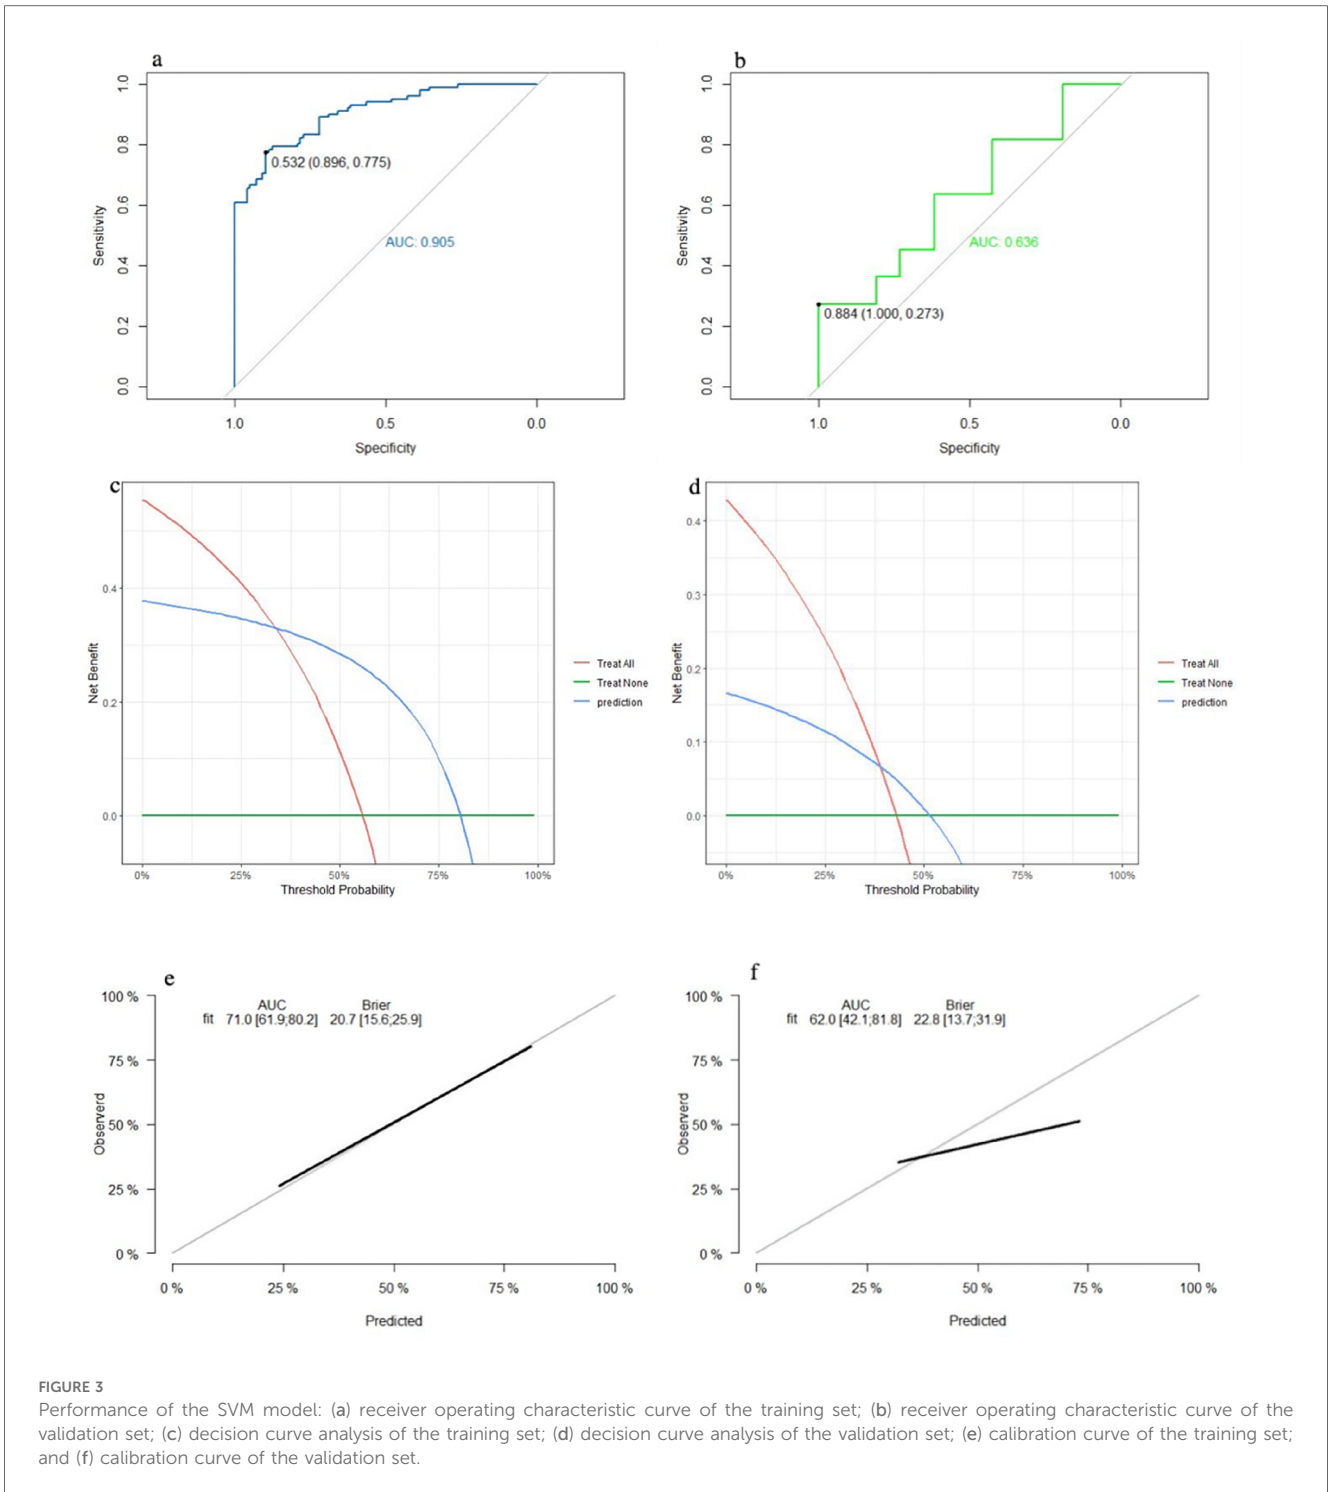 a
1.0
0.8
0.6
0.4
0.2
0.0
Sensitivity
0.532 (0.896, 0.775)
AUC: 0.905
1.0
0.5
0.0
Specificity
b
1.0
0.8
0.6
0.4
0.2
0.0
Sensitivity
0.884 (1.000, 0.273)
AUC: 0.636
1.0
0.5
0.0
Specificity
c
0.4
0.2
0.0
Net Benefit
0%
25%
50%
75%
100%
Threshold Probability
Treat All
Treat None
prediction
d
0.4
0.3
0.2
0.1
0.0
Net Benefit
0%
25%
50%
75%
100%
Threshold Probability
Treat All
Treat None
prediction
e
AUC Brier
fit 71.0 [61.9;80.2] 20.7 [15.6;25.9]
100 %
75 %
50 %
25 %
0 %
Observerd
0 %
25 %
50 %
75 %
100 %
Predicted
f
AUC Brier
fit 62.0 [42.1;81.8] 22.8 [13.7;31.9]
100 %
75 %
50 %
25 %
0 %
Observerd
0 %
25 %
50 %
75 %
100 %
Predicted
FIGURE 3
Performance of the SVM model: (a) receiver operating characteristic curve of the training set; (b) receiver operating characteristic curve of the
validation set; (c) decision curve analysis of the training set; (d) decision curve analysis of the validation set; (e) calibration curve of the training set;
and (f) calibration curve of the validation set.